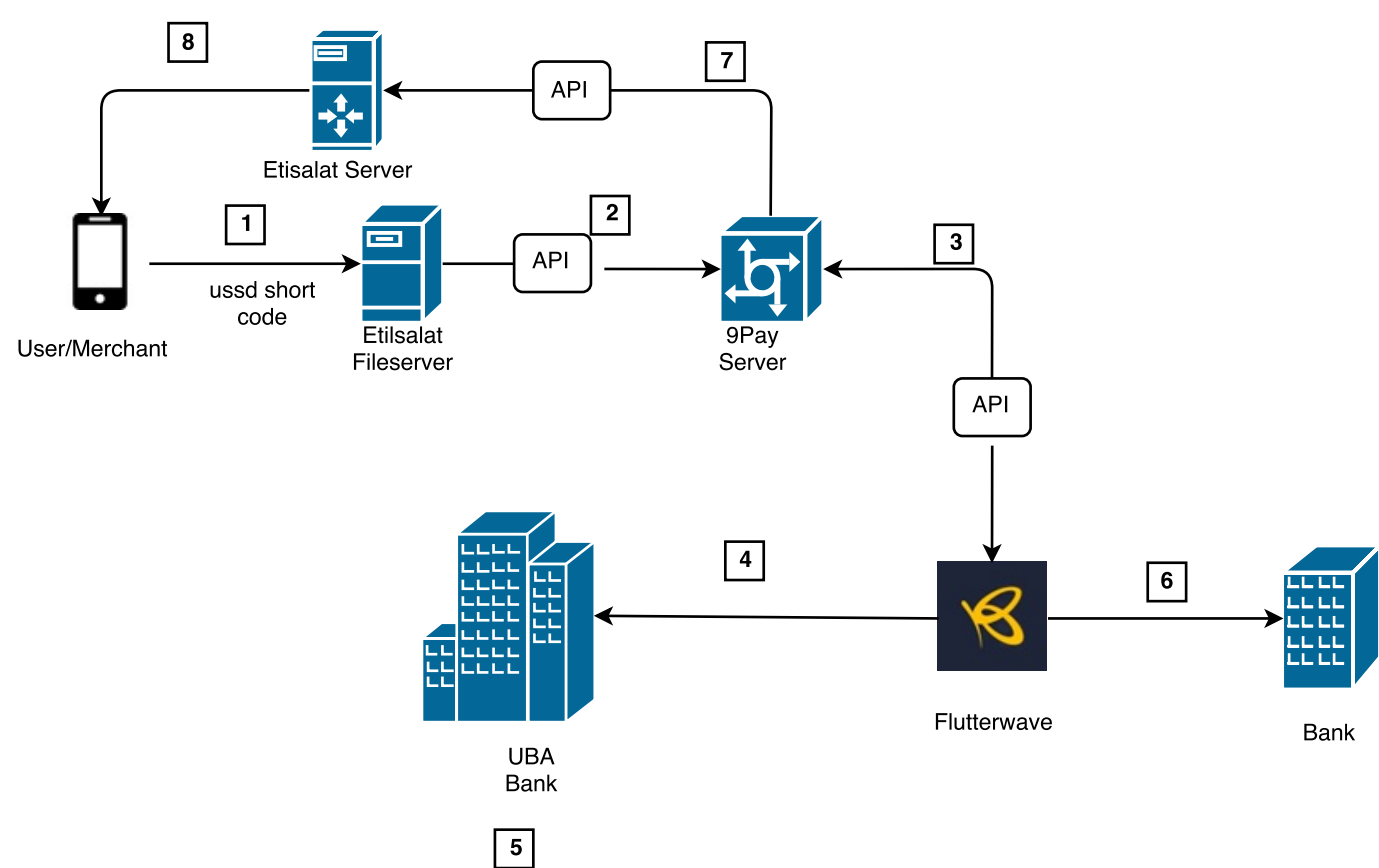 8
7
API
Etisalat Server
1
2
3
API
ussd short
code
User/Merchant
Etilsalat
Fileserver
9Pay
Server
API
4
6
Flutterwave
Bank
UBA
Bank
5